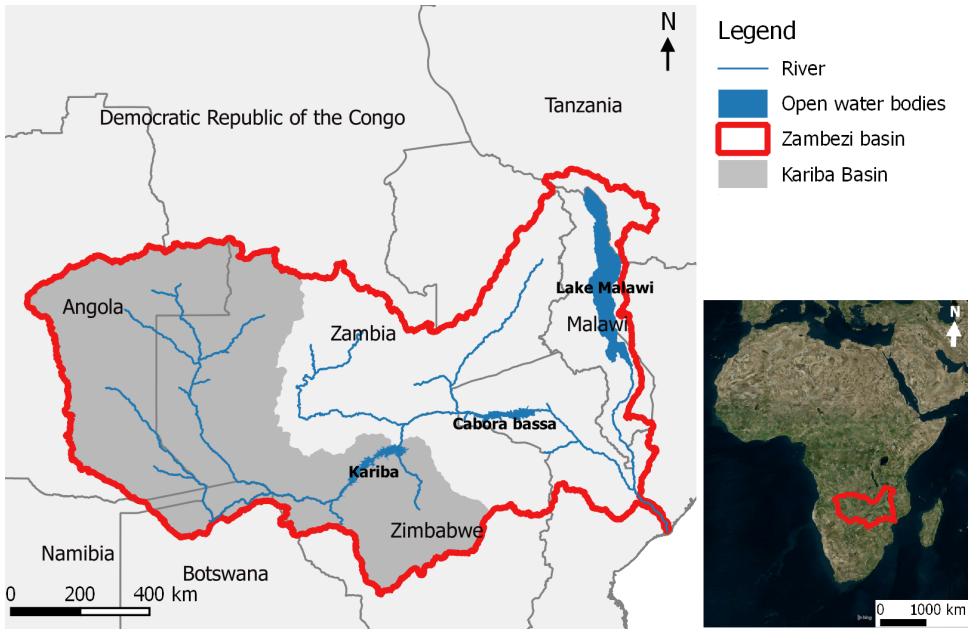 N
Tanzania
Democratic Republic of the Congo
Angola
Lake Malawi
Malawi
Zambia
Cabora bassa
Kariba
Zimbabwe
Namibia
Botswana
0 200 400 km
Legend
River
Open water bodies
Zambezi basin
Kariba Basin
N
bing
0 1000 km